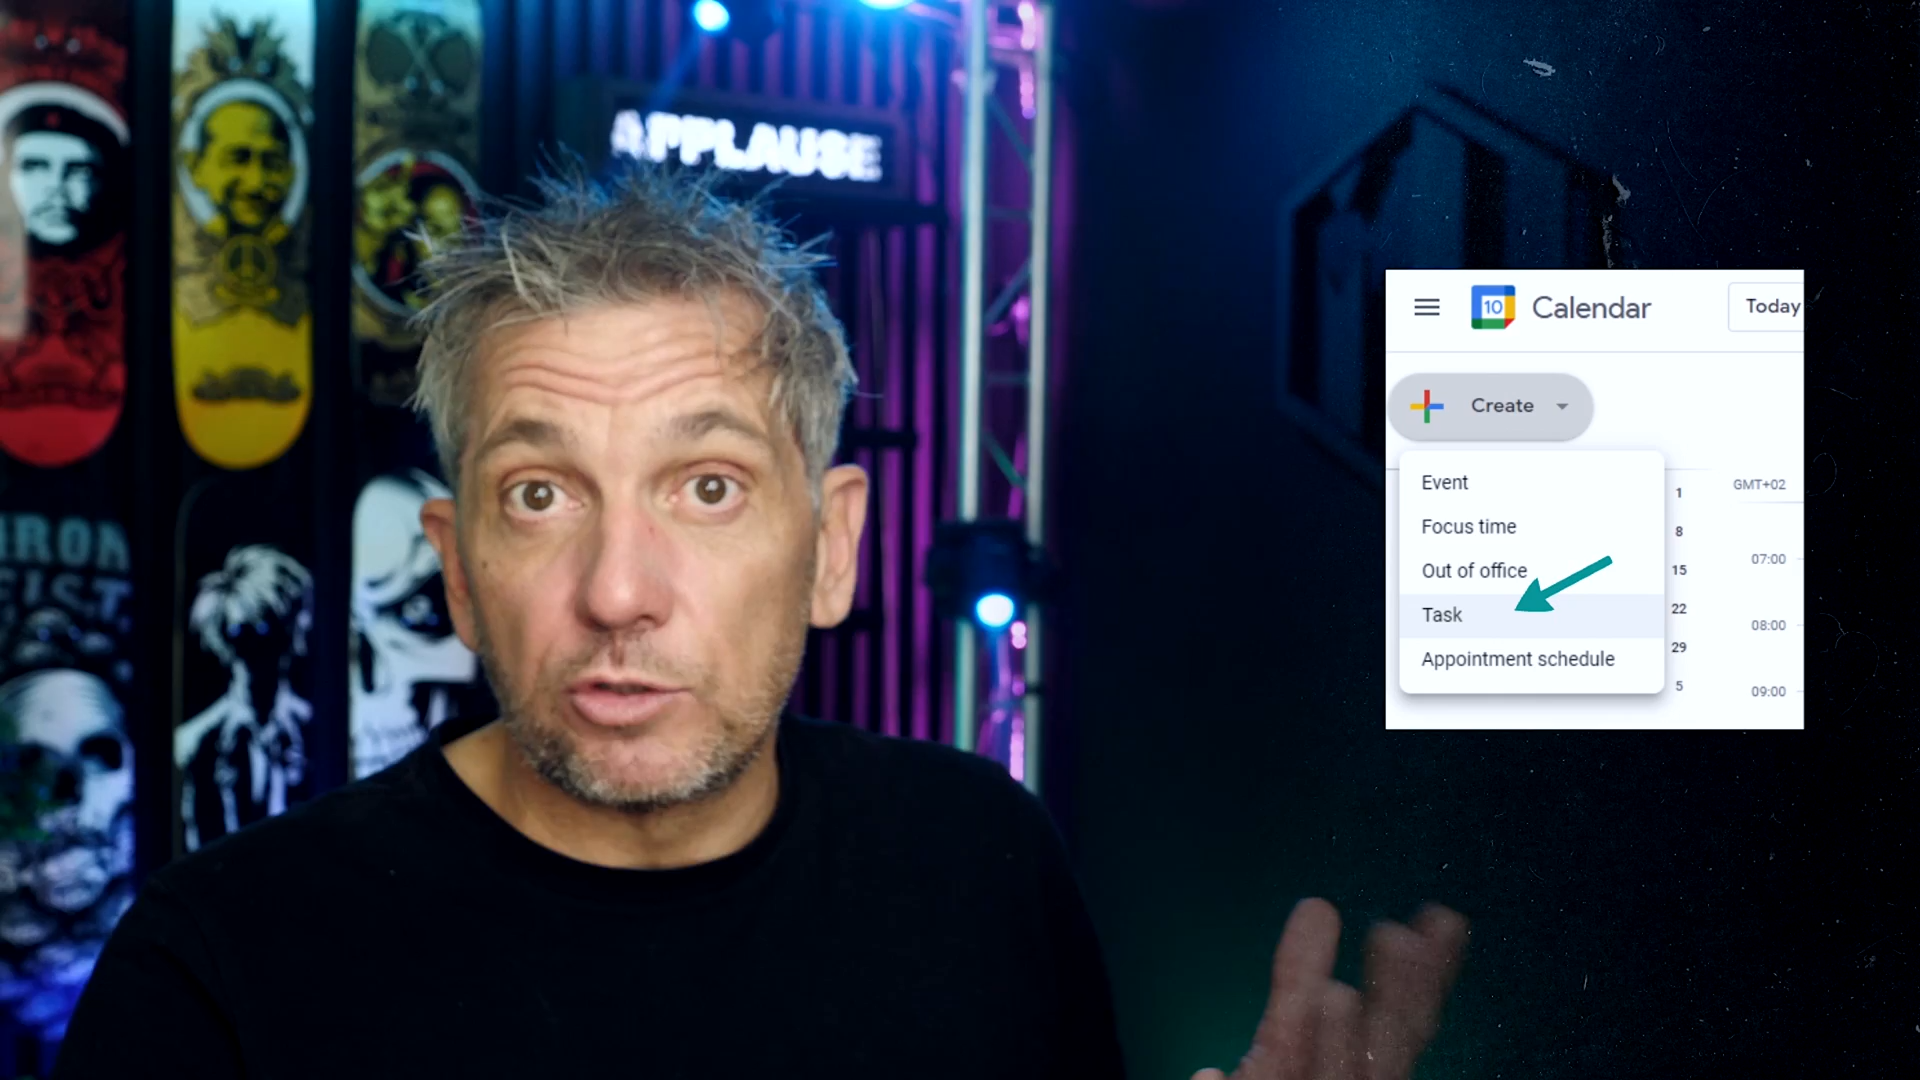 APPLAUSE
IRON
FIST
10 Calendar
Today
Create
Event
Focus time
Out of office
Task
Appointment schedule
1
8
15
22
29
5
GMT+02
07:00
08:00
09:00